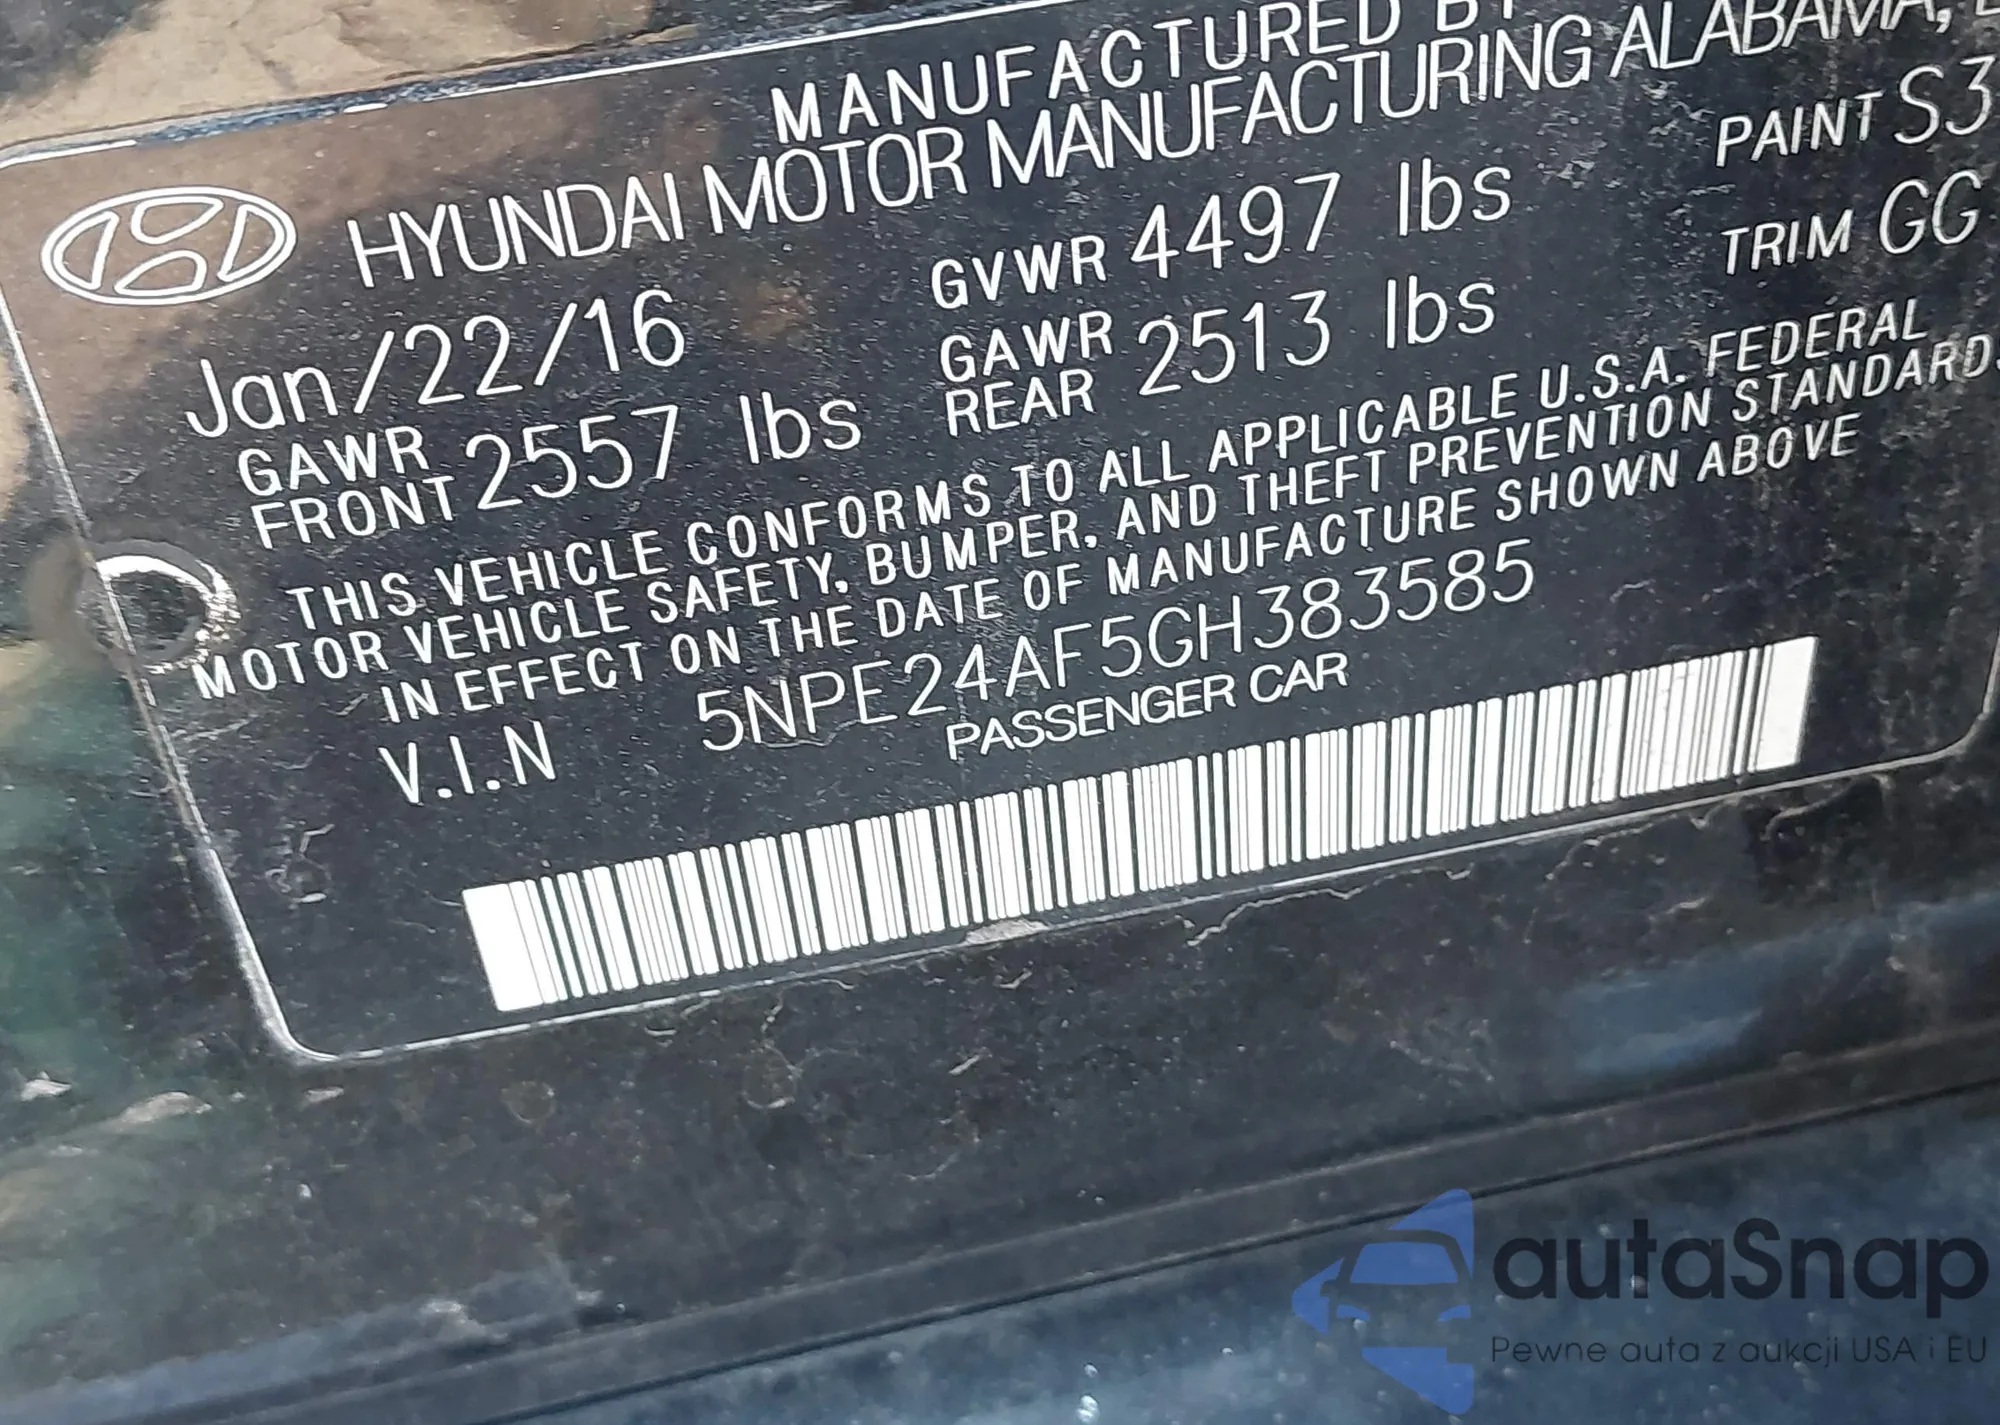 MANUFACTURED BY
HYUNDAI MOTOR MANUFACTURING ALABAMA,
Jan/22/16 GVWR 4497 lbs PAINT S3
GAWR FRONT 2557 lbs GAWR REAR 2513 lbs TRIM GG
THIS VEHICLE CONFORMS TO ALL APPLICABLE U.S.A. FEDERAL
MOTOR VEHICLE SAFETY, BUMPER, AND THEFT PREVENTION STANDARD
IN EFFECT ON THE DATE OF MANUFACTURE SHOWN ABOVE
V.I.N 5NPE24AF5GH383585
PASSENGER CAR
autaSnap
Pewne auta z aukcji USA i EU